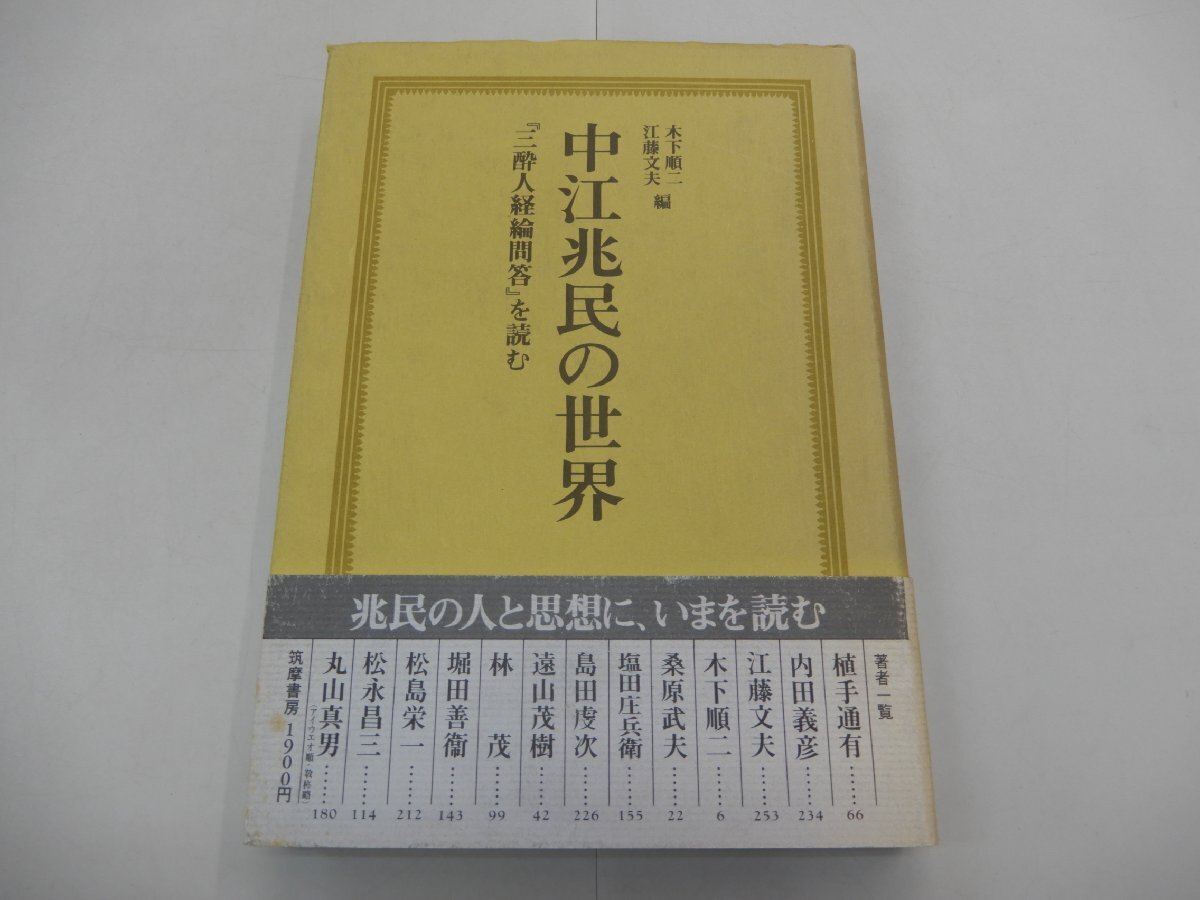 木下順二
江藤文夫
編
中江兆民の世界
『三酔人経綸問答』を読む
兆民の人と思想に、いまを読む
著者一覧
植手通有……66
内田義彦……234
江藤文夫……253
木下順二……6
桑原武夫……22
塩田庄兵衛……155
島田虔次……226
遠山茂樹……42
林 茂……99
堀田善衞……143
松島栄一……212
松永昌三……114
丸山真男……180
(アイウエオ順・敬称略)
筑摩書房 1900円